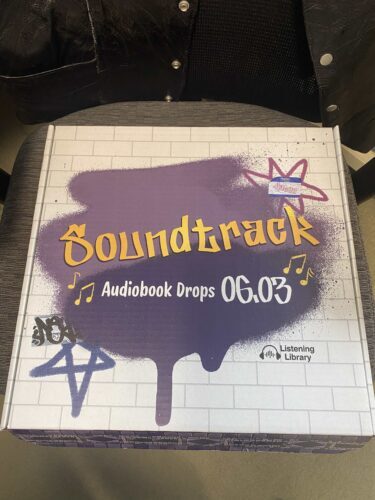 Soundtrack
Audiobook Drops 06.03
Listening
Library